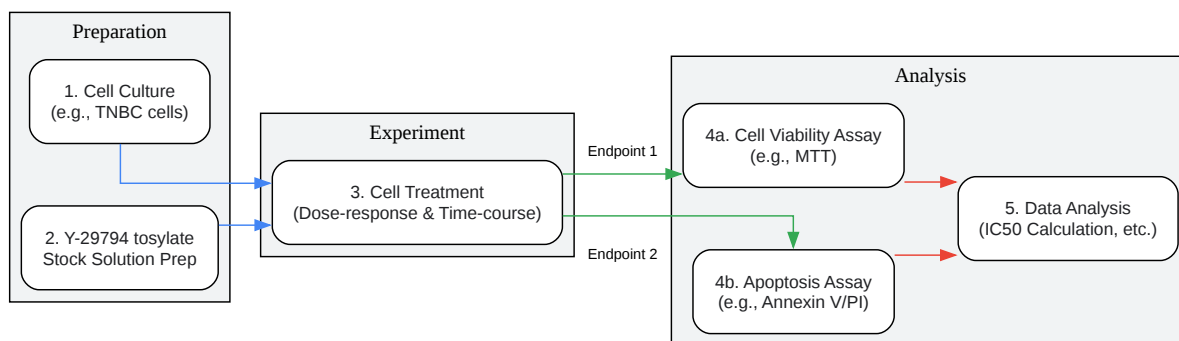 Preparation
1. Cell Culture
(e.g., TNBC cells)
2. Y-29794 tosylate
Stock Solution Prep
Experiment
3. Cell Treatment
(Dose-response & Time-course)
Endpoint 1
Endpoint 2
Analysis
4a. Cell Viability Assay
(e.g., MTT)
4b. Apoptosis Assay
(e.g., Annexin V/PI)
5. Data Analysis
(IC50 Calculation, etc.)